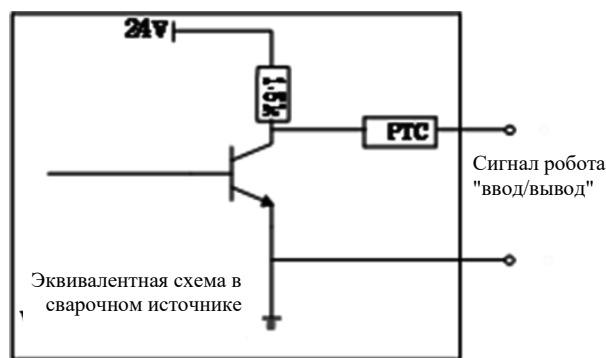 24V
1.5K
PTC
Сигнал робота
"ввод/вывод"
Эквивалентная схема в
сварочном источнике